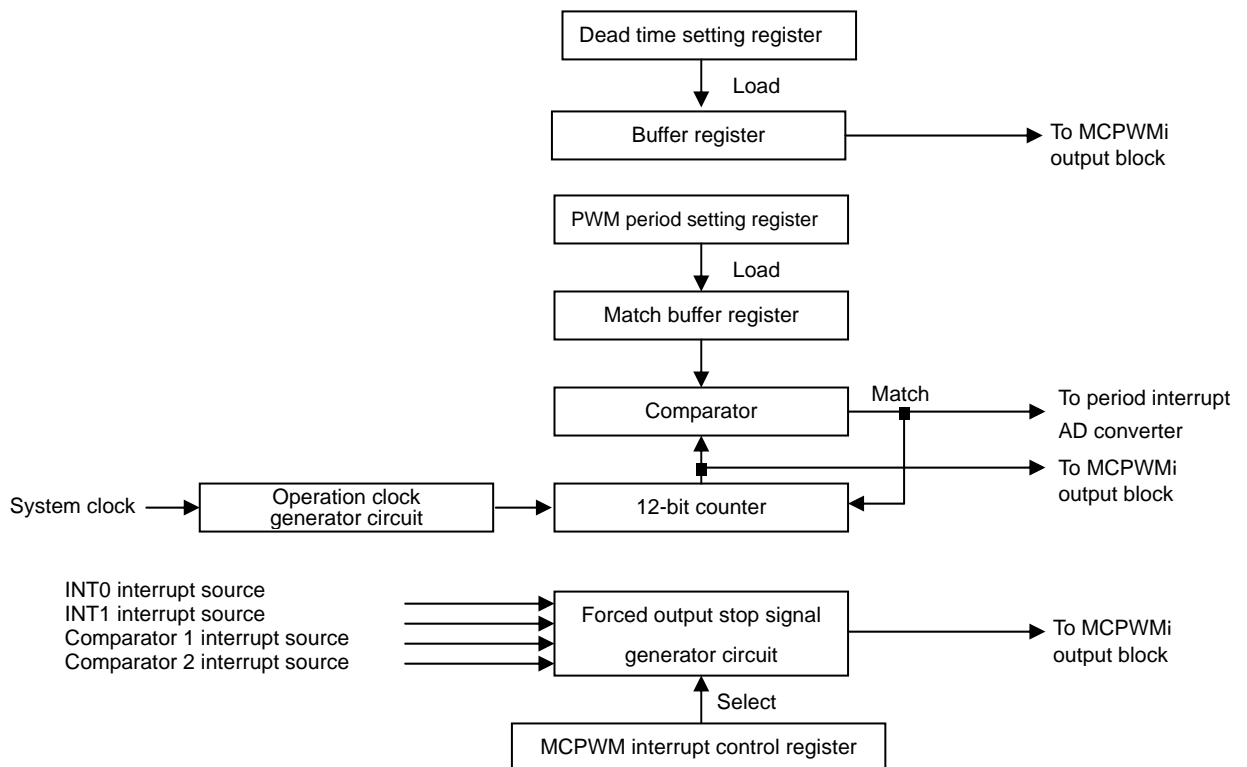 Dead time setting register
Load
Buffer register
To MCPWMi
output block
PWM period setting register
Load
Match buffer register
Comparator
Match
To period interrupt
AD converter
To MCPWMi
output block
System clock
Operation clock
generator circuit
12-bit counter
INT0 interrupt source
INT1 interrupt source
Comparator 1 interrupt source
Comparator 2 interrupt source
Forced output stop signal
generator circuit
To MCPWMi
output block
Select
MCPWM interrupt control register